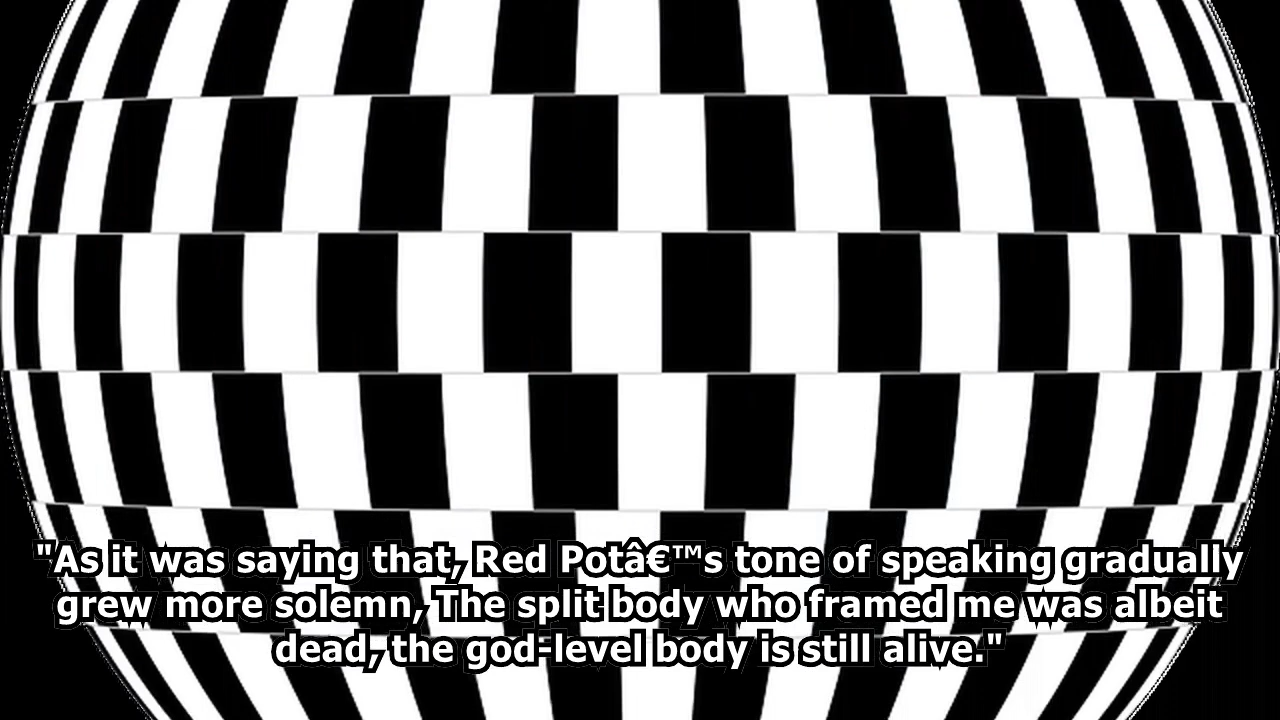 "As it was saying that, Red Potâ€™s tone of speaking gradually
grew more solemn, The split body who framed me was albeit
dead, the god-level body is still alive."